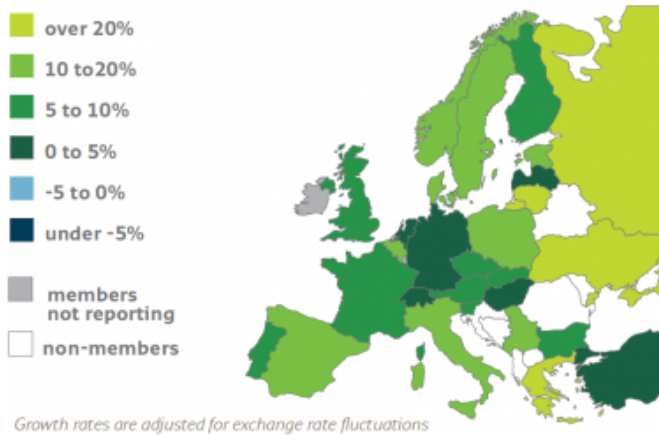 over 20%
10 to20%
5 to 10%
0 to 5%
-5 to 0%
under -5%
members
not reporting
non-members
Growth rates are adjusted for exchange rate fluctuations